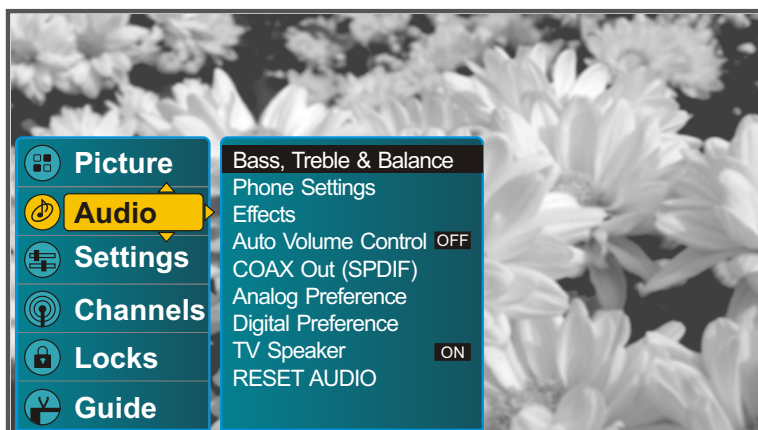 Picture
Audio
Settings
Channels
Locks
Guide
Bass, Treble & Balance
Phone Settings
Effects
Auto Volume Control OFF
COAX Out (SPDIF)
Analog Preference
Digital Preference
TV Speaker ON
RESET AUDIO